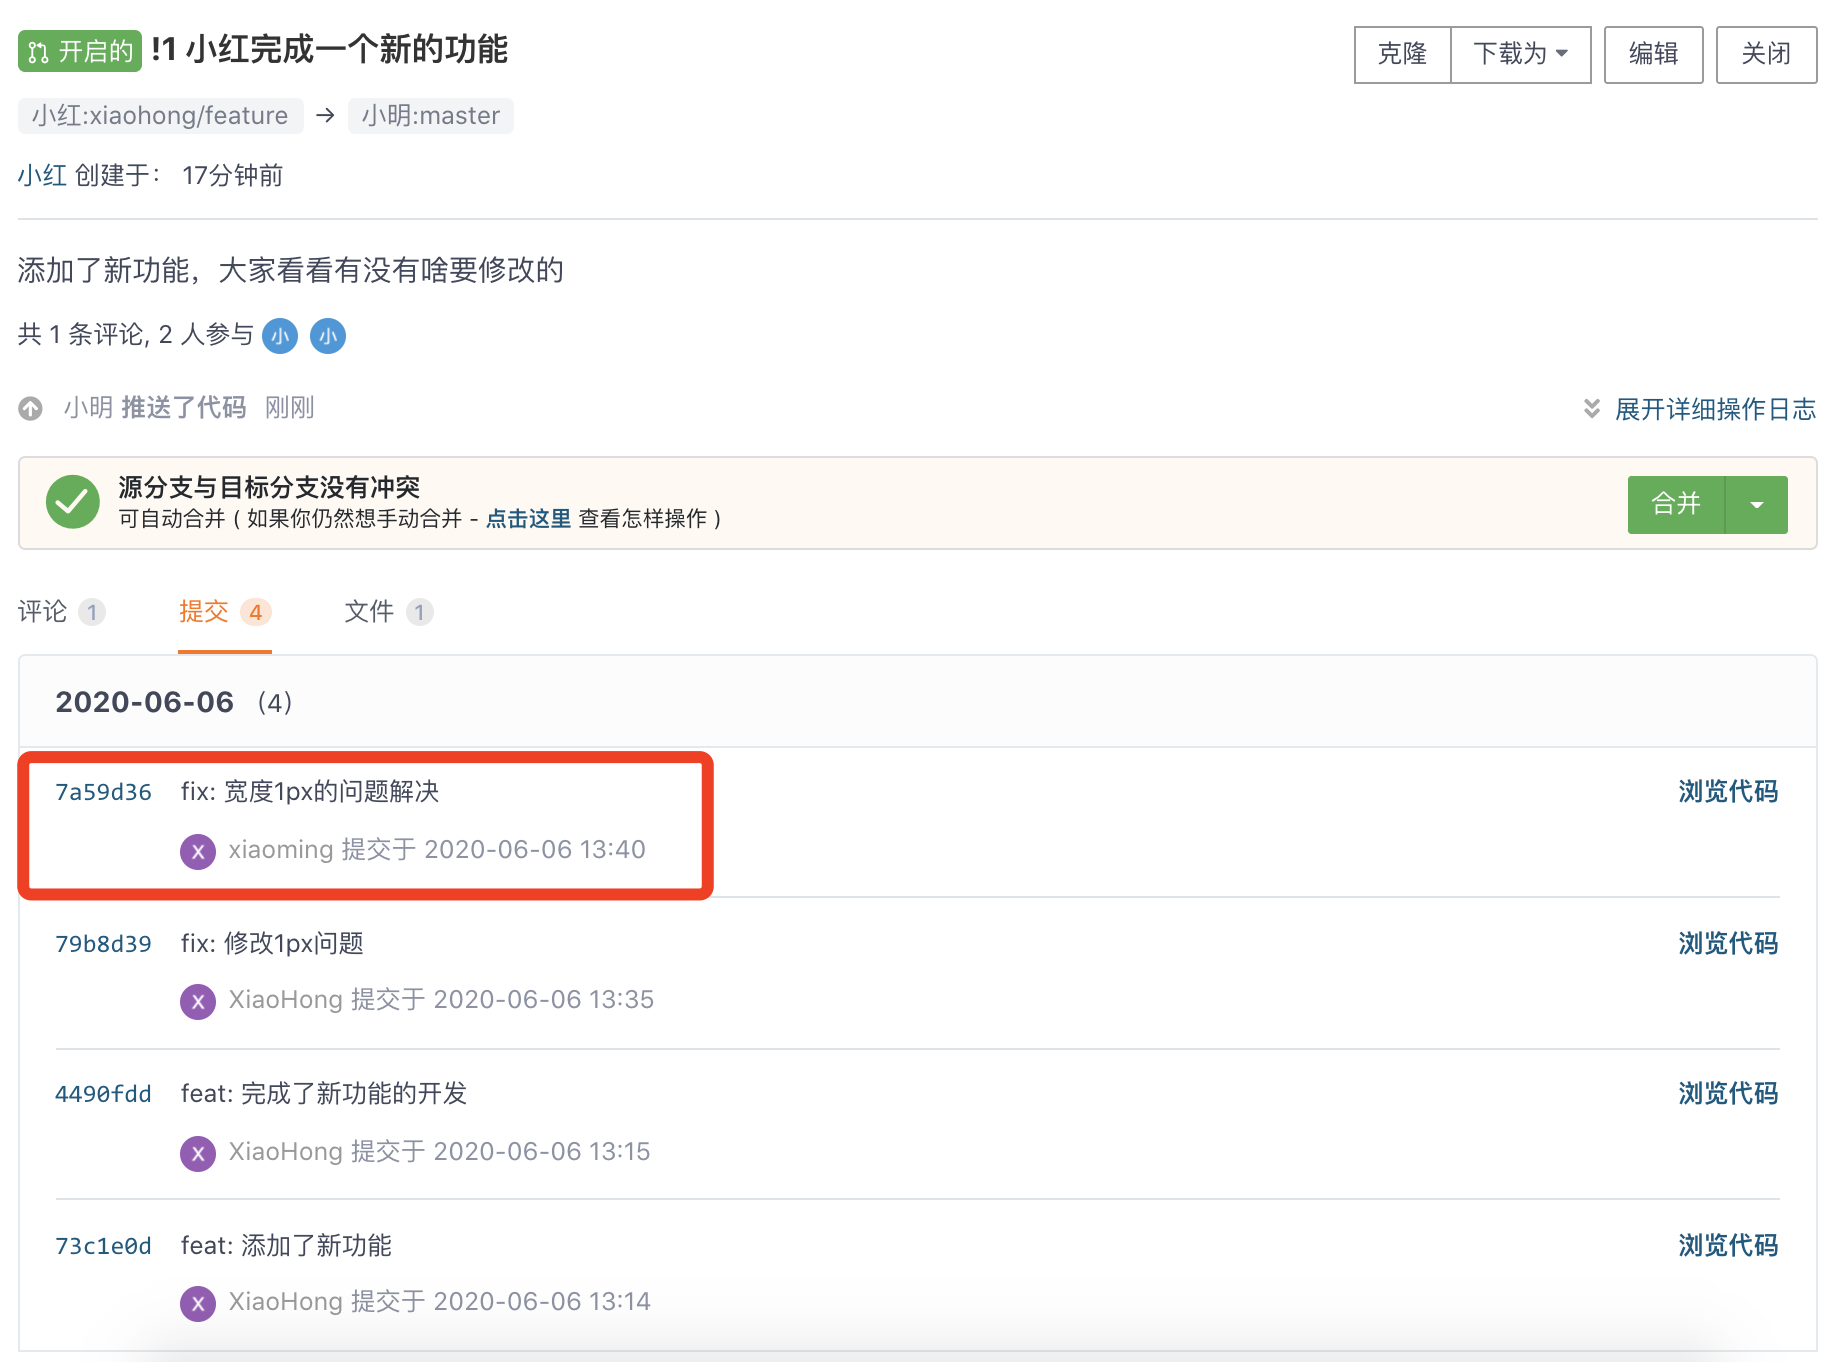 开启的 !1 小红完成一个新的功能
克隆 下载为 编辑 关闭
小红:xiaohong/feature → 小明:master
小红 创建于： 17分钟前
添加了新功能，大家看看有没有啥要修改的
共 1 条评论, 2 人参与 小 小
小明 推送了代码 刚刚
展开详细操作日志
源分支与目标分支没有冲突
可自动合并 ( 如果你仍然想手动合并 - 点击这里 查看怎样操作 )
合并
评论 1 提交 4 文件 1
2020-06-06 (4)
7a59d36 fix: 宽度1px的问题解决 浏览代码
X xiaoming 提交于 2020-06-06 13:40
79b8d39 fix: 修改1px问题 浏览代码
X XiaoHong 提交于 2020-06-06 13:35
4490fdd feat: 完成了新功能的开发 浏览代码
X XiaoHong 提交于 2020-06-06 13:15
73c1e0d feat: 添加了新功能 浏览代码
X XiaoHong 提交于 2020-06-06 13:14